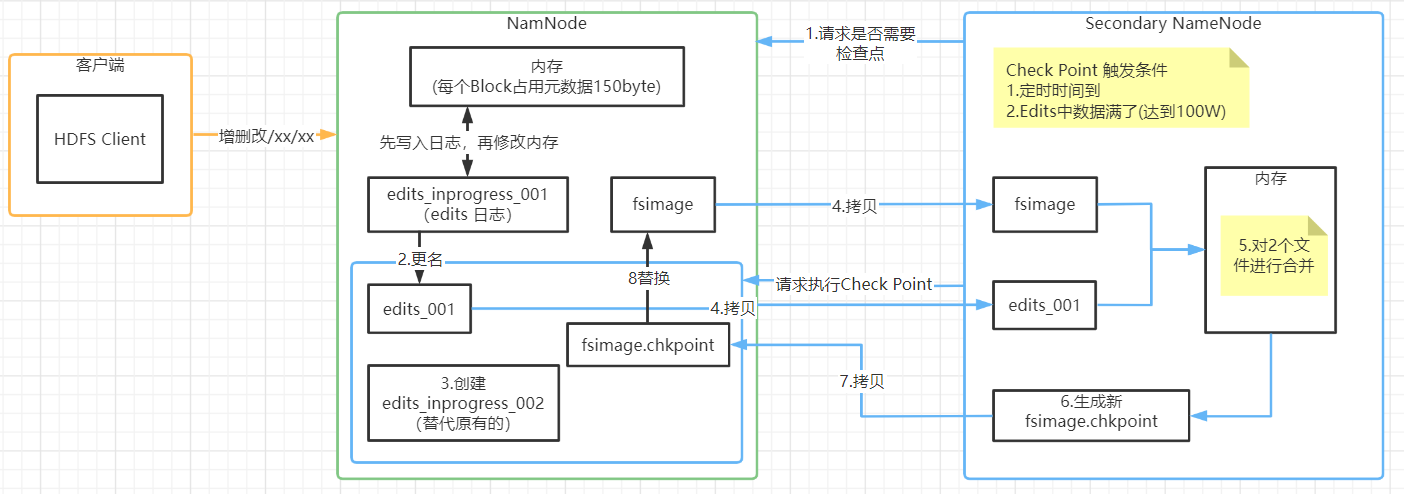 客户端
HDFS Client
增删改/xx/xx
NamNode
内存
(每个Block占用元数据150byte)
先写入日志，再修改内存
edits_inprogress_001
（edits 日志）
2.更名
edits_001
3.创建
edits_inprogress_002
（替代原有的）
fsimage
8替换
fsimage.chkpoint
1.请求是否需要
检查点
4.拷贝
请求执行Check Point
4.拷贝
7.拷贝
Secondary NameNode
Check Point 触发条件
1.定时时间到
2.Edits中数据满了(达到100W)
fsimage
edits_001
内存
5.对2个文
件进行合并
6.生成新
fsimage.chkpoint